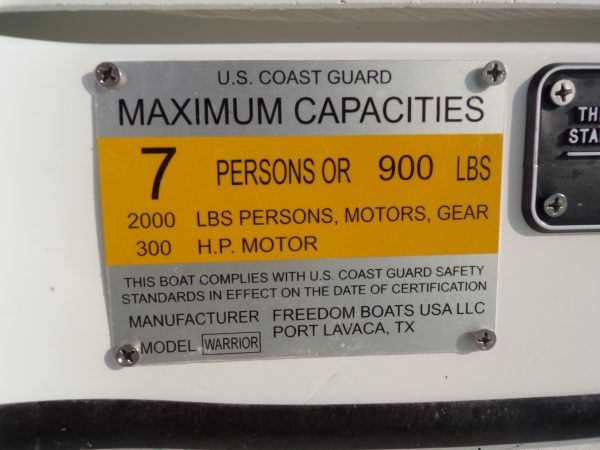 U.S. COAST GUARD
MAXIMUM CAPACITIES
7 PERSONS OR 900 LBS
2000 LBS PERSONS, MOTORS, GEAR
300 H.P. MOTOR
THIS BOAT COMPLIES WITH U.S. COAST GUARD SAFETY
STANDARDS IN EFFECT ON THE DATE OF CERTIFICATION
MANUFACTURER FREEDOM BOATS USA LLC
PORT LAVACA, TX
MODEL WARRIOR
TH
STA